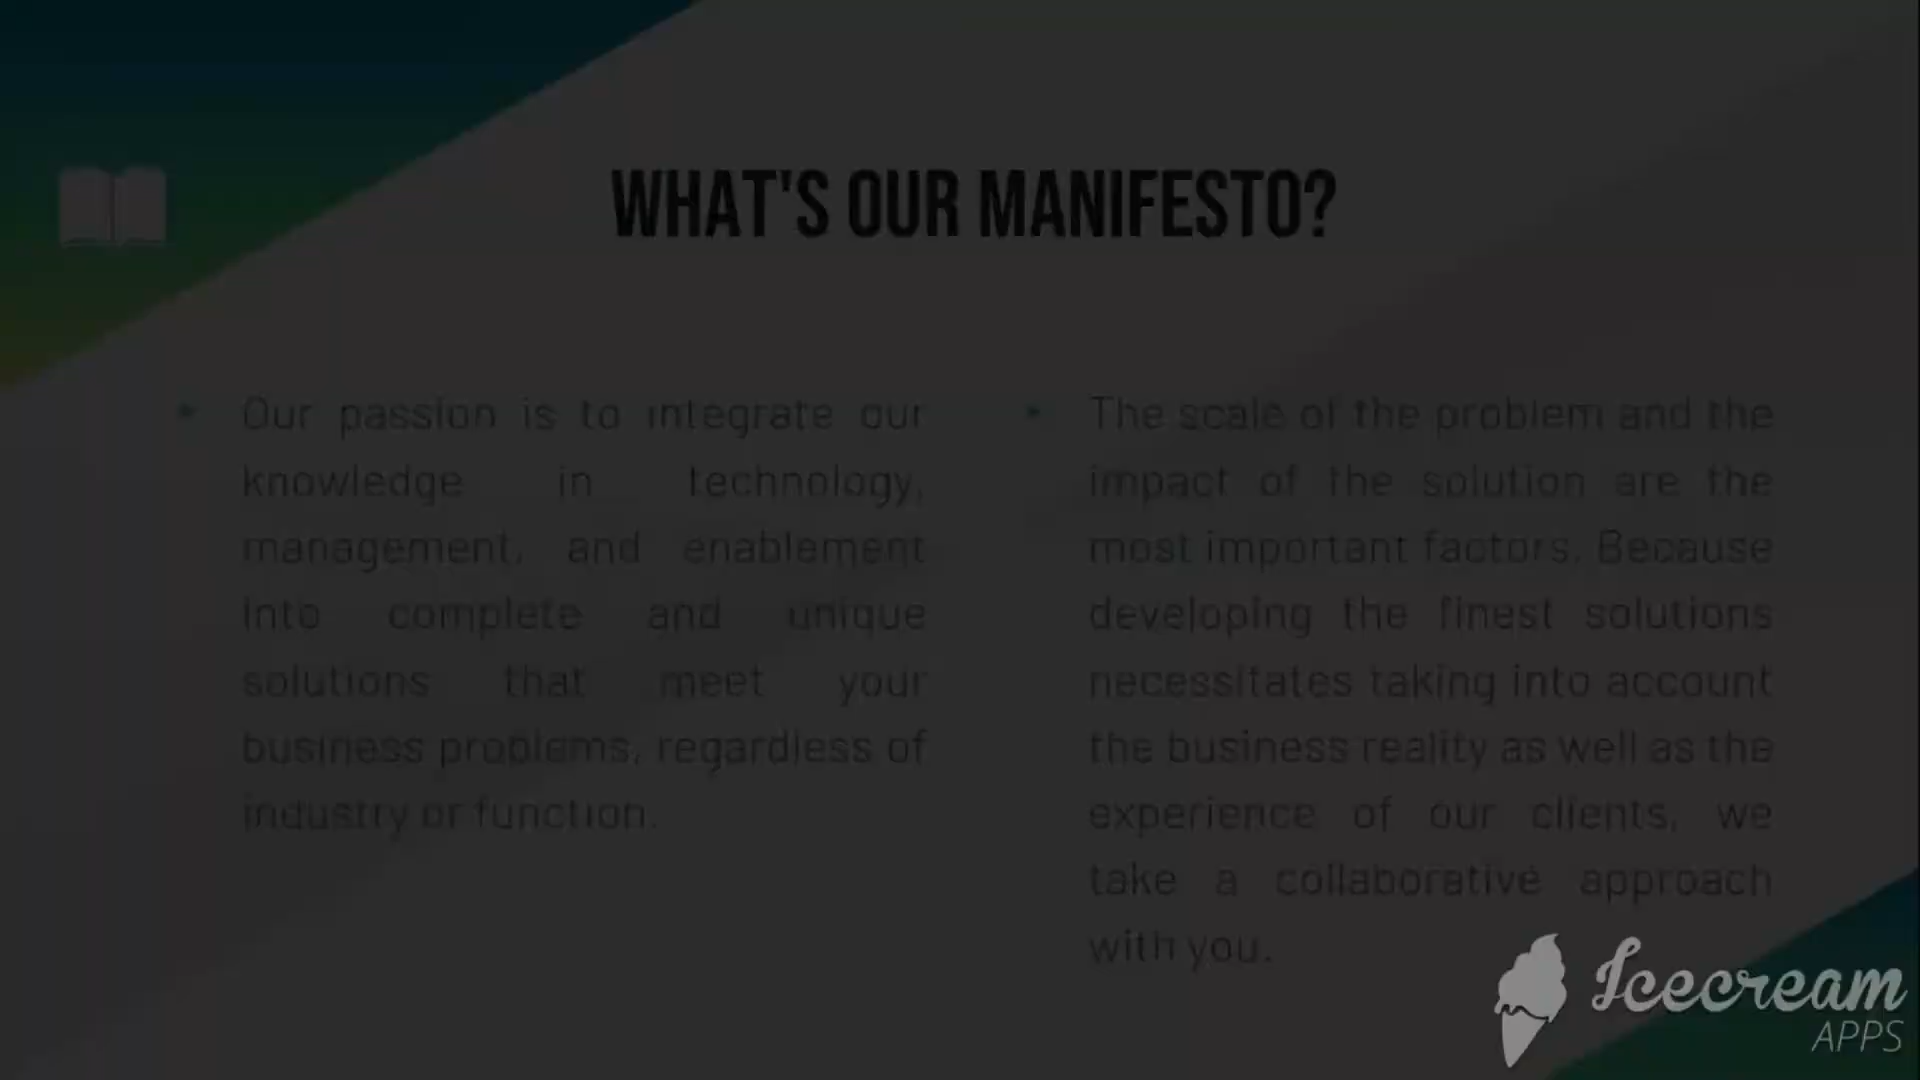 WHAT'S OUR MANIFESTO?
• Our passion is to integrate our
knowledge in technology,
management, and enablement
into complete and unique
solutions that meet your
business problems, regardless of
industry or function.
• The scale of the problem and the
impact of the solution are the
most important factors. Because
developing the finest solutions
necessitates taking into account
the business reality as well as the
experience of our clients, we
take a collaborative approach
with you.
Icecream
APPS